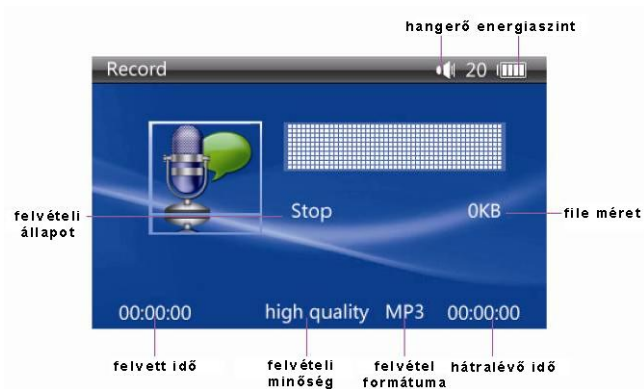 hangerő energiaszint
Record 20
Stop 0KB
felvételi
állapot
file méret
00:00:00 high quality MP3 00:00:00
felvett idő
felvételi
minőség
felvétel
formátuma
hátralévő idő